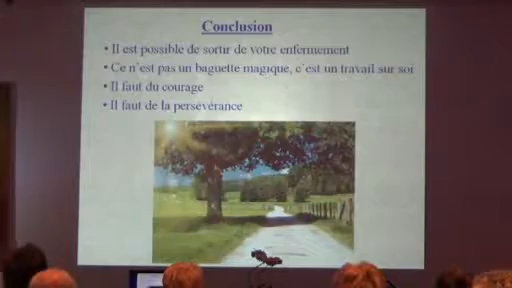 Conclusion
• Il est possible de sortir de votre enfermement
• Ce n'est pas un baguette magique, c'est un travail sur soi
• Il faut du courage
• Il faut de la persévérance